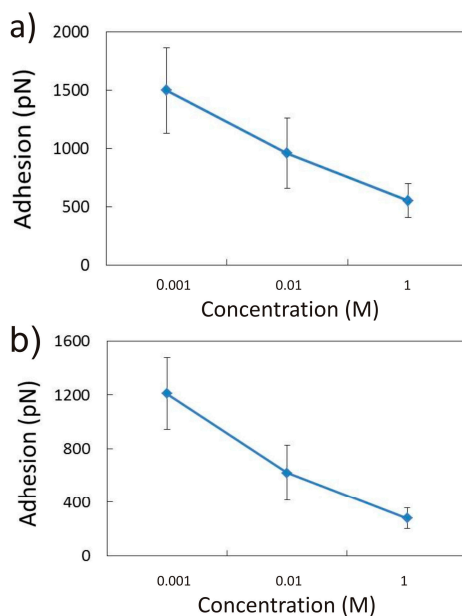 a)
2000
1500
1000
500
0
Adhesion (pN)
0.001 0.01 1
Concentration (M)
b)
1600
1200
800
400
0
Adhesion (pN)
0.001 0.01 1
Concentration (M)